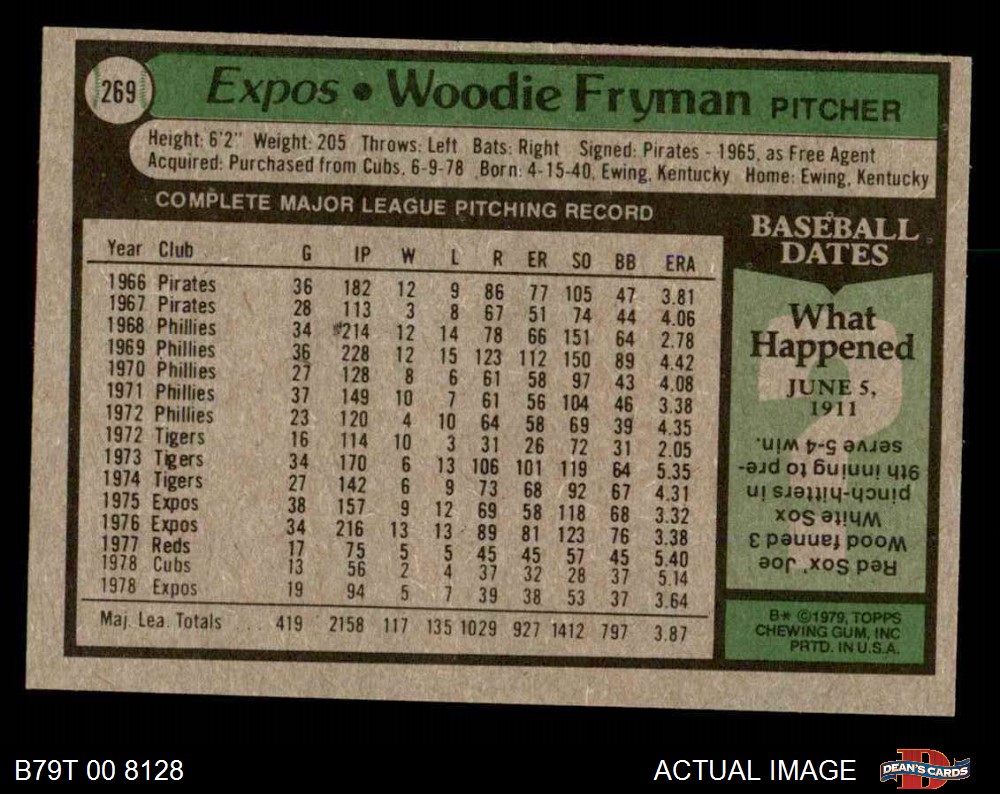 269
Expos • Woodie Fryman PITCHER
Height: 6'2" Weight: 205 Throws: Left Bats: Right Signed: Pirates - 1965, as Free Agent
Acquired: Purchased from Cubs, 6-9-78 Born: 4-15-40, Ewing, Kentucky Home: Ewing, Kentucky
COMPLETE MAJOR LEAGUE PITCHING RECORD
Year Club G IP W L R ER SO BB ERA
1966 Pirates 36 182 12 9 86 77 105 47 3.81
1967 Pirates 28 113 3 8 67 51 74 44 4.06
1968 Phillies 34 *214 12 14 78 66 151 64 2.78
1969 Phillies 36 228 12 15 123 112 150 89 4.42
1970 Phillies 27 128 8 6 61 58 97 43 4.08
1971 Phillies 37 149 10 7 61 56 104 46 3.38
1972 Phillies 23 120 4 10 64 58 69 39 4.35
1972 Tigers 16 114 10 3 31 26 72 31 2.05
1973 Tigers 34 170 6 13 106 101 119 64 5.35
1974 Tigers 27 142 6 9 73 68 92 67 4.31
1975 Expos 38 157 9 12 69 58 118 68 3.32
1976 Expos 34 216 13 13 89 81 123 76 3.38
1977 Reds 17 75 5 5 45 45 57 45 5.40
1978 Cubs 13 56 2 4 37 32 28 37 5.14
1978 Expos 19 94 5 7 39 38 53 37 3.64
Maj. Lea. Totals . . 419 2158 117 135 1029 927 1412 797 3.87
BASEBALL
DATES
What
Happened
JUNE 5,
1911
Red Sox' Joe
Wood fanned 3
White Sox
pinch-hitters in
9th inning to pre-
serve 5-4 win.
B* ©1979, TOPPS
CHEWING GUM, INC
PRTD. IN U.S.A.
B79T 00 8128
ACTUAL IMAGE
DEAN'S CARDS